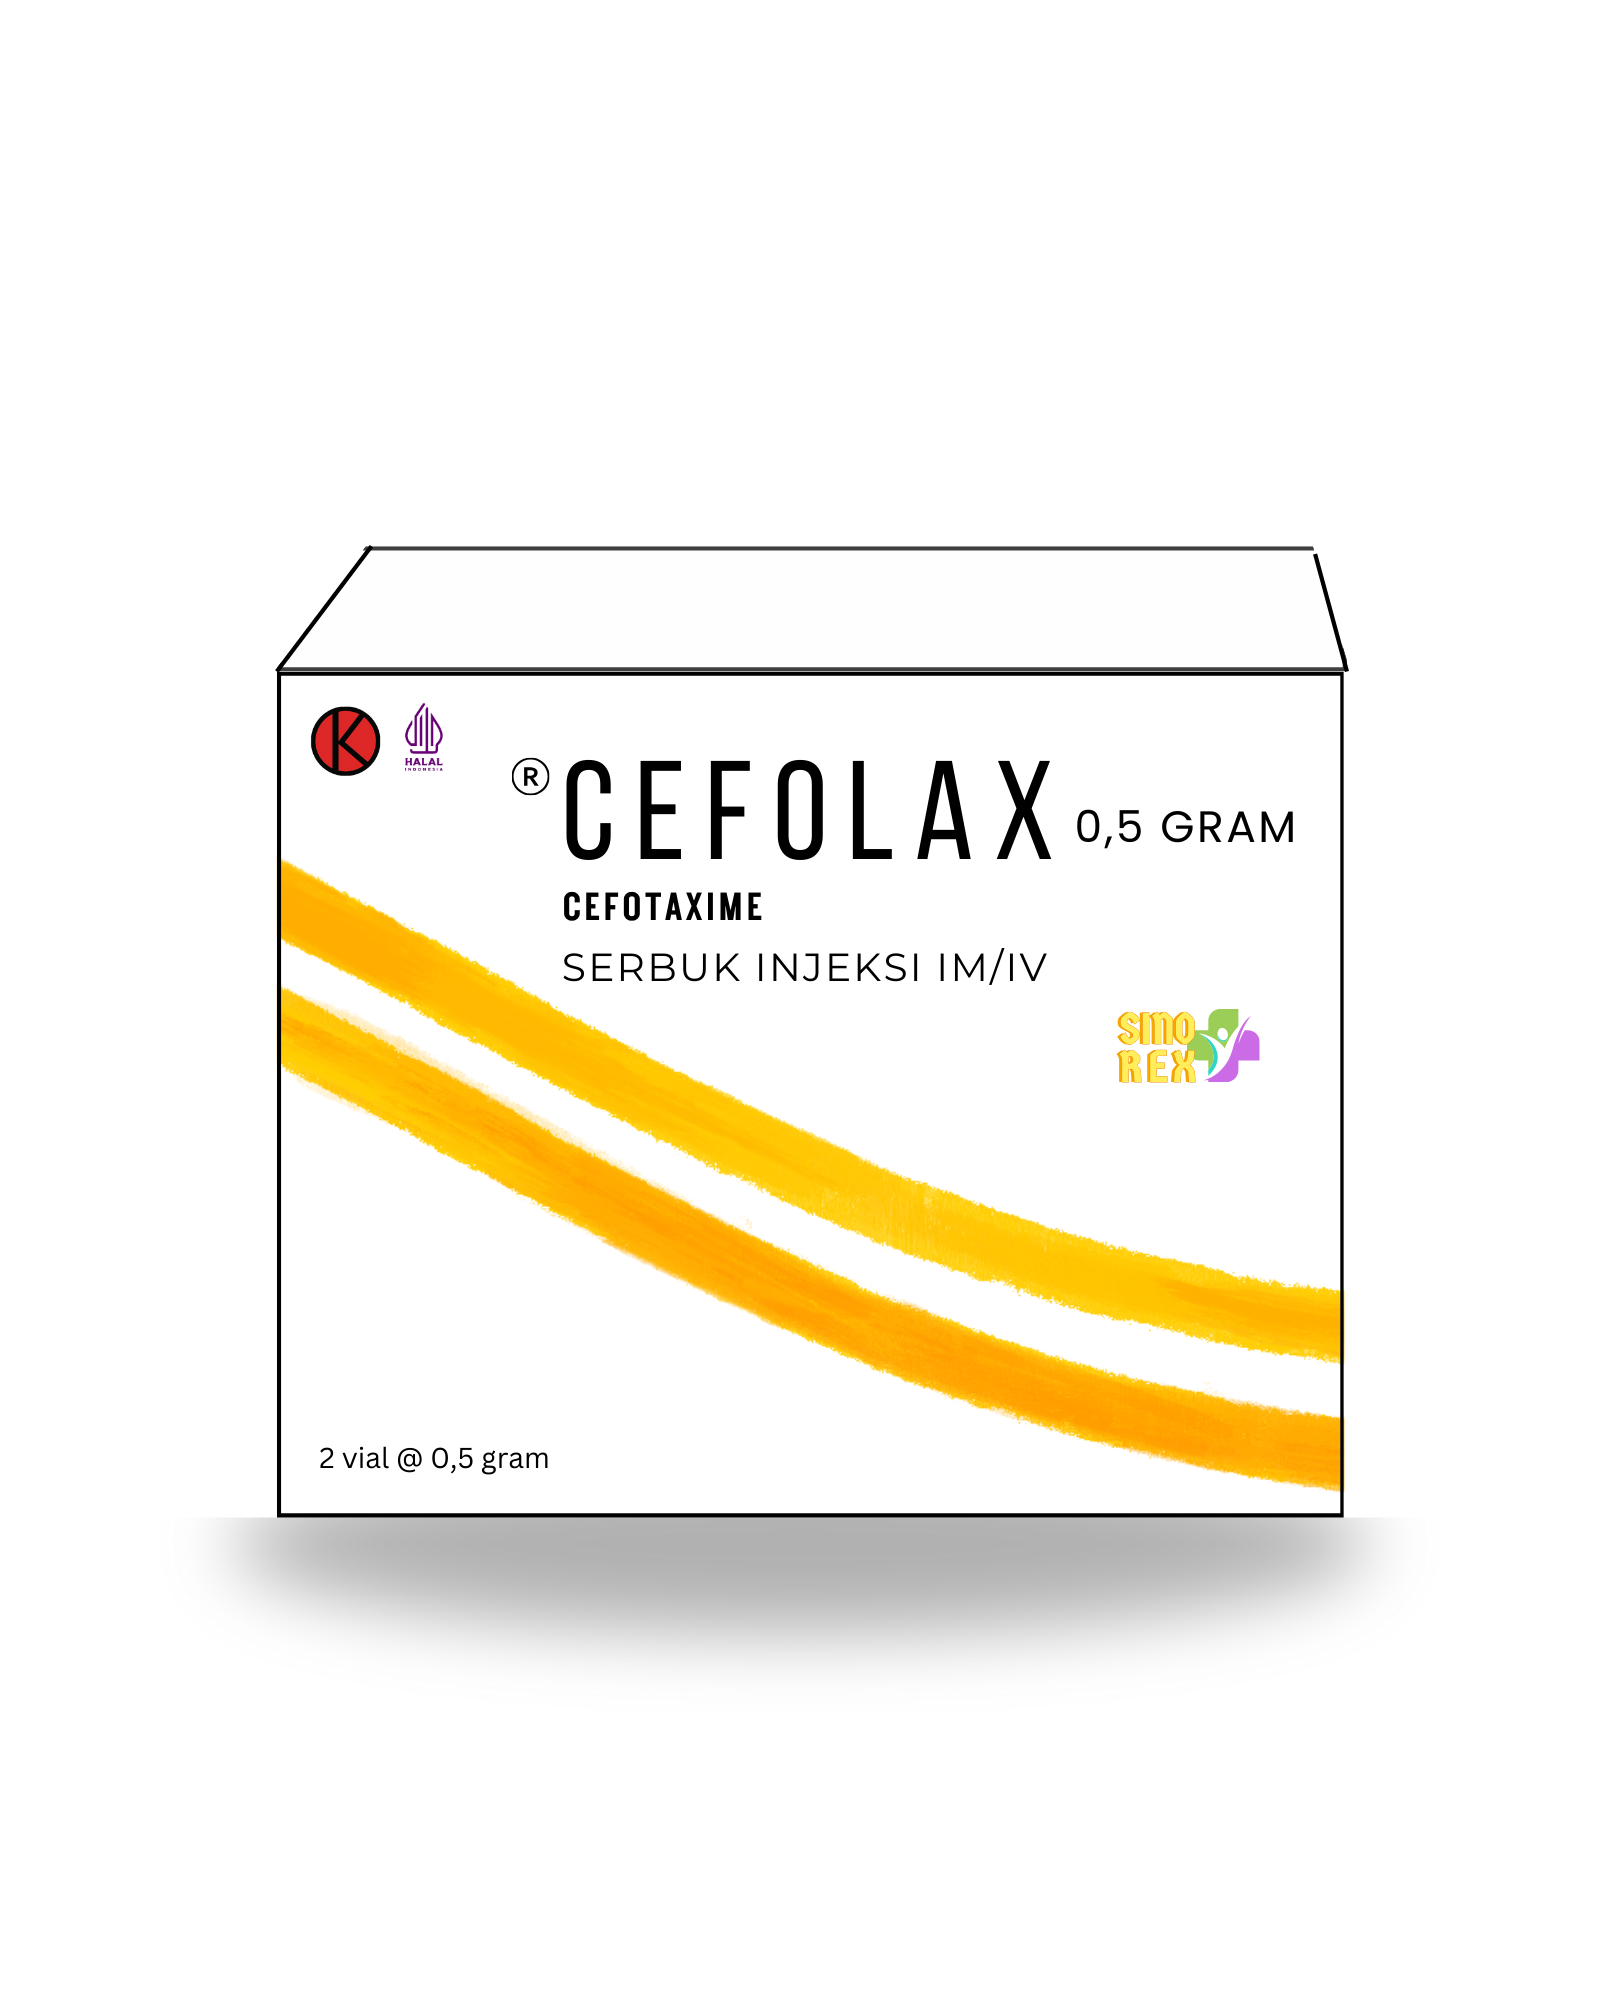 K
HALAL
INDONESIA
® CEFOLAX 0,5 GRAM
CEFOTAXIME
SERBUK INJEKSI IM/IV
SINO
REX
2 vial @ 0,5 gram